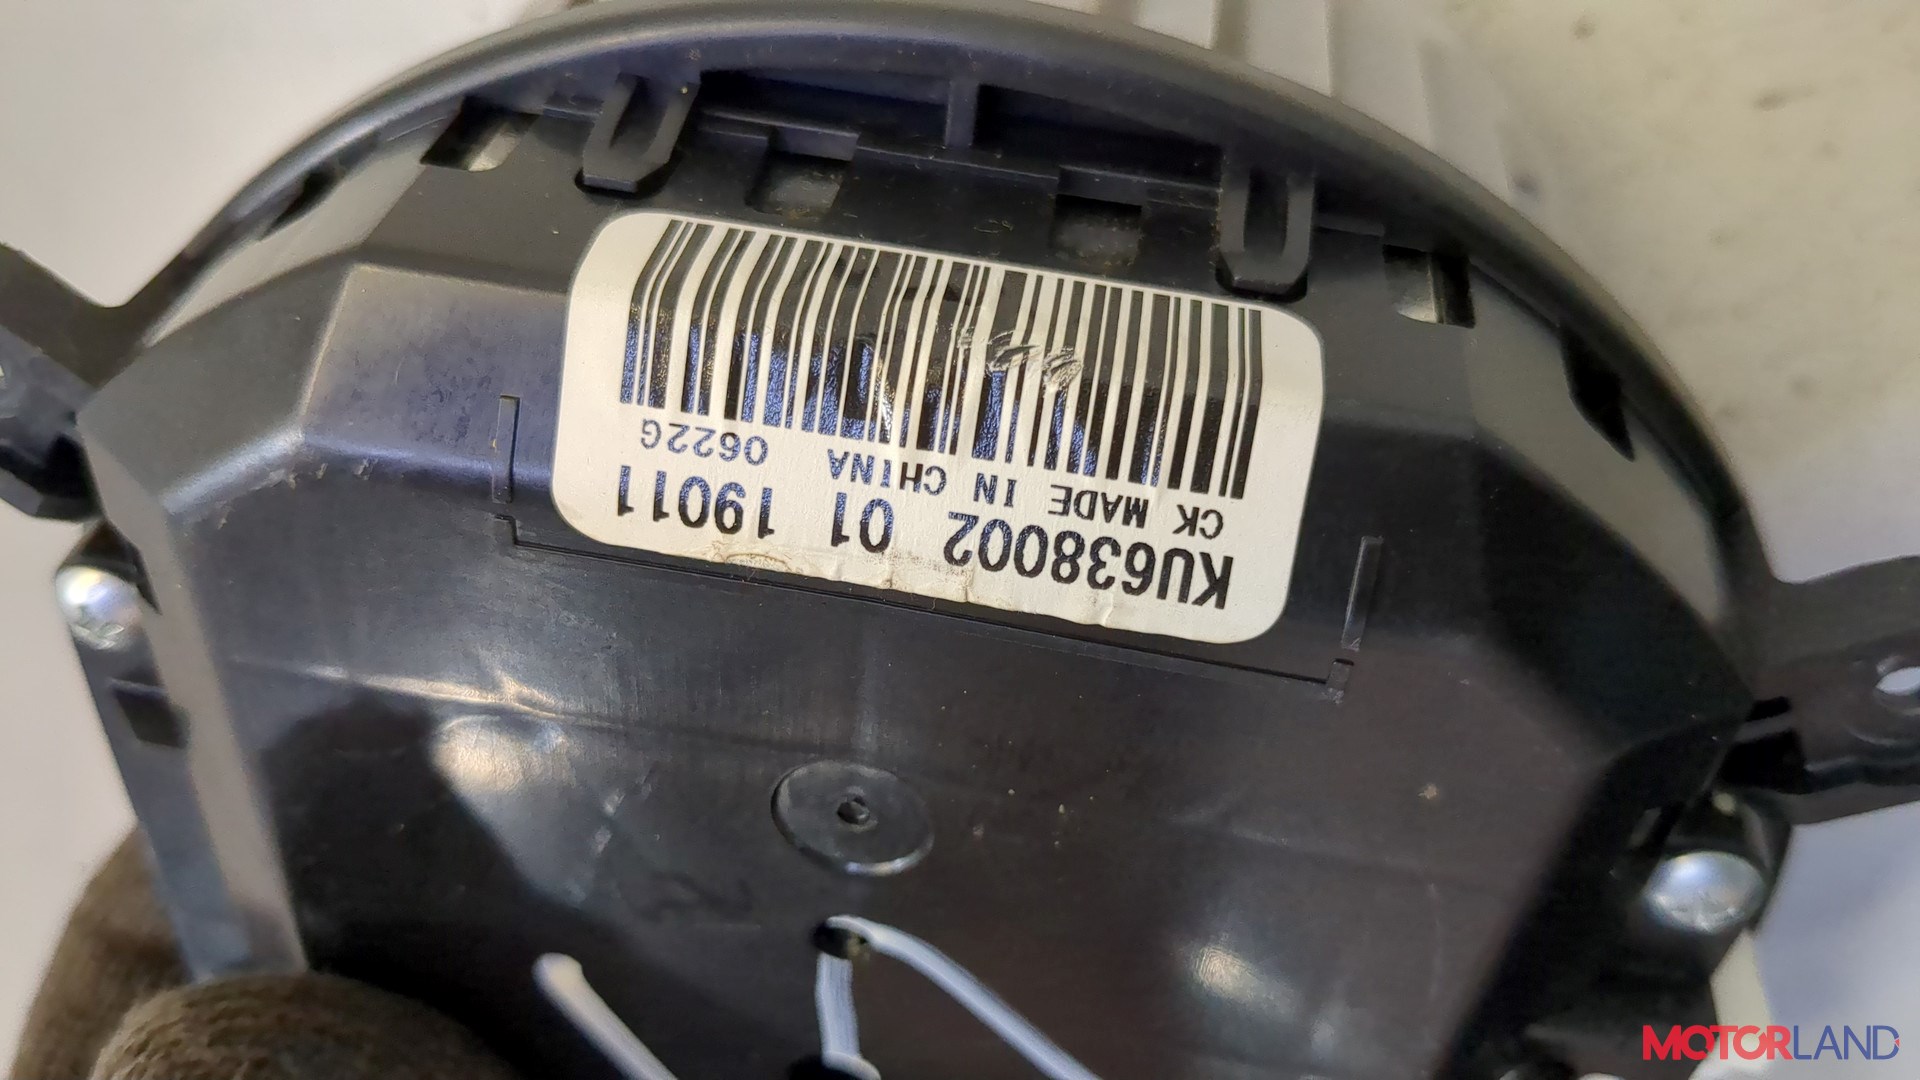 KU638002 01 19011
CK MADE IN CHINA 0622G
MOTORLAND